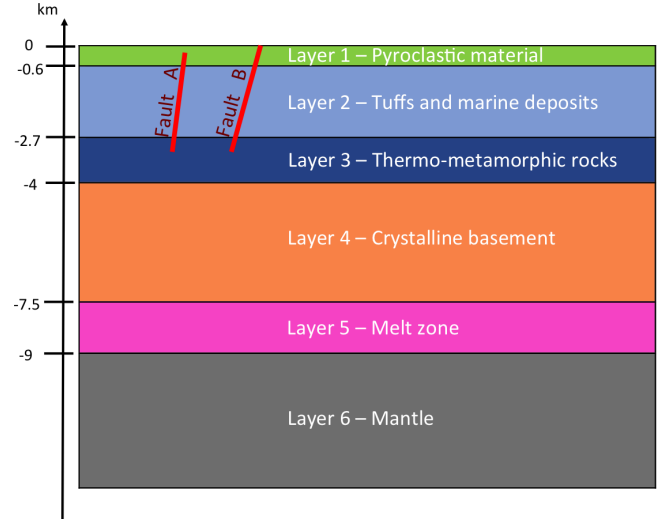 km
0
Layer 1 – Pyroclastic material
-0.6
Fault A
Fault B
Layer 2 – Tuffs and marine deposits
-2.7
Layer 3 – Thermo-metamorphic rocks
-4
Layer 4 – Crystalline basement
-7.5
Layer 5 – Melt zone
-9
Layer 6 – Mantle